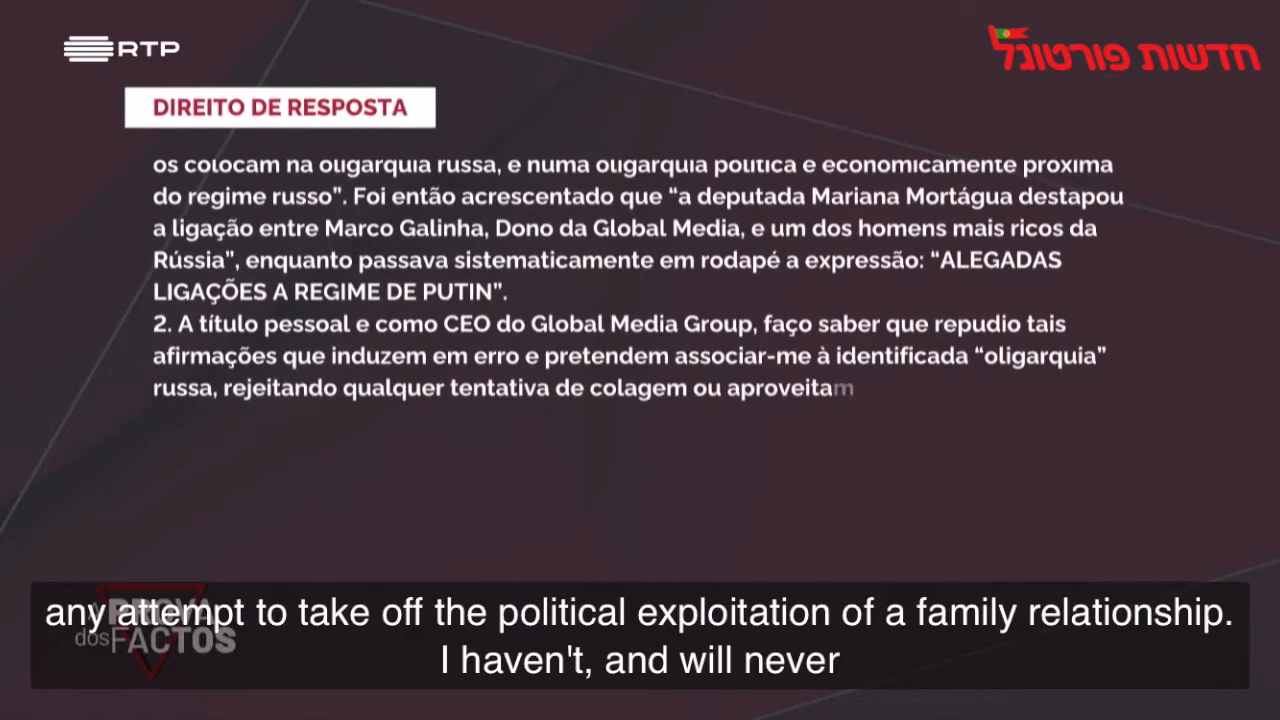 RTP
חדשות פורטוגל
DIREITO DE RESPOSTA
os colocam na oligarquia russa, e numa oligarquia política e economicamente próxima
do regime russo”. Foi então acrescentado que “a deputada Mariana Mortágua destapou
a ligação entre Marco Galinha, Dono da Global Media, e um dos homens mais ricos da
Rússia”, enquanto passava sistematicamente em rodapé a expressão: “ALEGADAS
LIGAÇÕES A REGIME DE PUTIN”.
2. A título pessoal e como CEO do Global Media Group, faço saber que repudio tais
afirmações que induzem em erro e pretendem associar-me à identificada “oligarquia”
russa, rejeitando qualquer tentativa de colagem ou aproveitam
any attempt to take off the political exploitation of a family relationship.
I haven't, and will never
PROVA
dosFACTOS